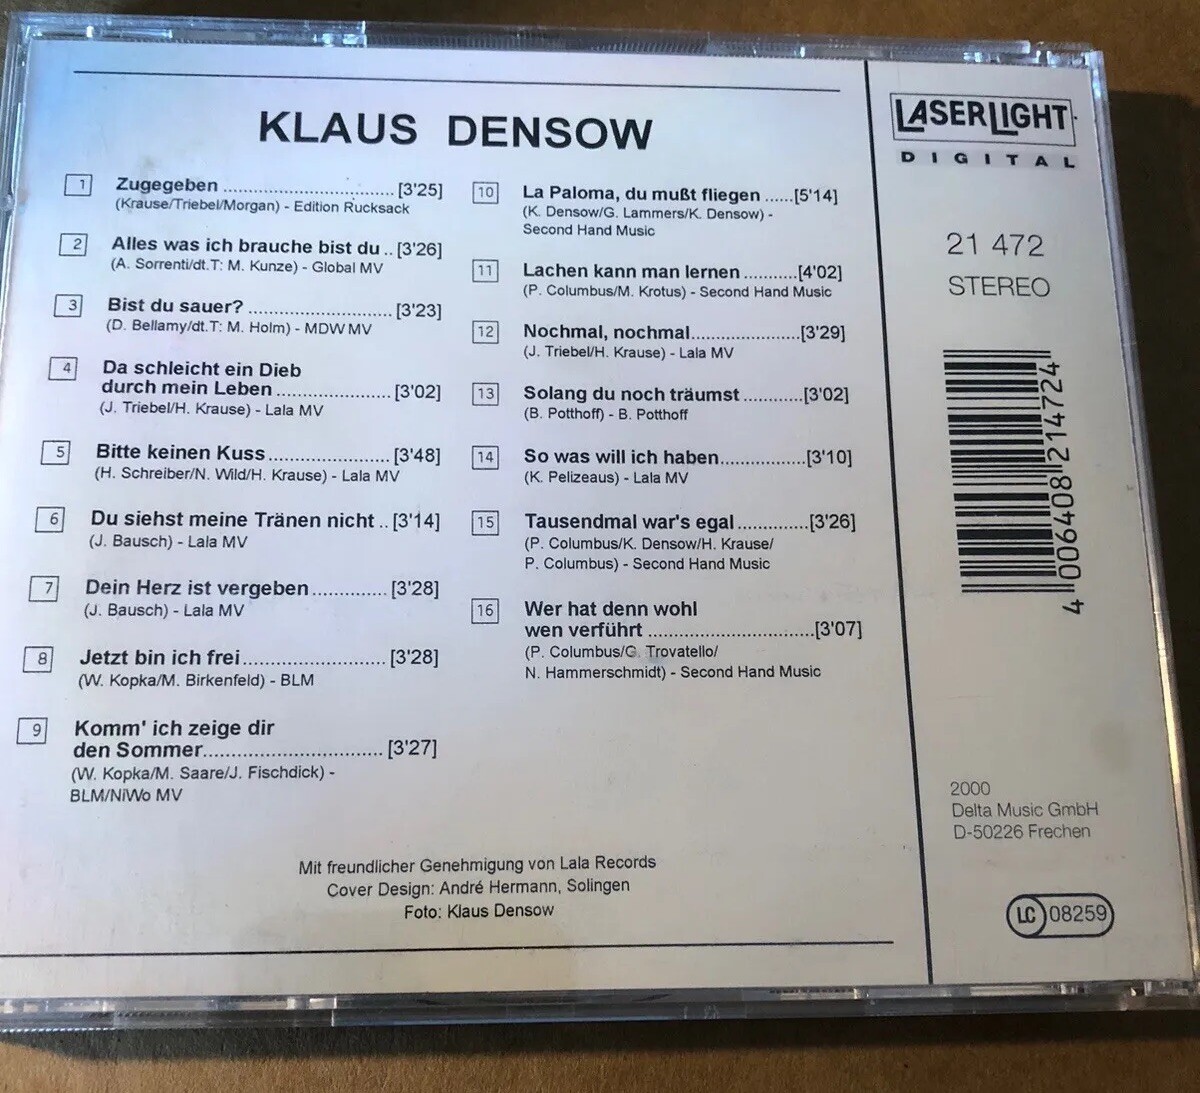 KLAUS DENSOW
1 Zugegeben ................................ [3'25]
(Krause/Triebel/Morgan) - Edition Rucksack
2 Alles was ich brauche bist du .. [3'26]
(A. Sorrenti/dt.T: M. Kunze) - Global MV
3 Bist du sauer? ........................... [3'23]
(D. Bellamy/dt.T: M. Holm) - MDW MV
4 Da schleicht ein Dieb
durch mein Leben ..................... [3'02]
(J. Triebel/H. Krause) - Lala MV
5 Bitte keinen Kuss ...................... [3'48]
(H. Schreiber/N. Wild/H. Krause) - Lala MV
6 Du siehst meine Tränen nicht .. [3'14]
(J. Bausch) - Lala MV
7 Dein Herz ist vergeben ............. [3'28]
(J. Bausch) - Lala MV
8 Jetzt bin ich frei ......................... [3'28]
(W. Kopka/M. Birkenfeld) - BLM
9 Komm' ich zeige dir
den Sommer ................................ [3'27]
(W. Kopka/M. Saare/J. Fischdick) -
BLM/NiWo MV
10 La Paloma, du mußt fliegen ...... [5'14]
(K. Densow/G. Lammers/K. Densow) -
Second Hand Music
11 Lachen kann man lernen .......... [4'02]
(P. Columbus/M. Krotus) - Second Hand Music
12 Nochmal, nochmal .................... [3'29]
(J. Triebel/H. Krause) - Lala MV
13 Solang du noch träumst ........... [3'02]
(B. Potthoff) - B. Potthoff
14 So was will ich haben ............... [3'10]
(K. Pelizeaus) - Lala MV
15 Tausendmal war's egal ............. [3'26]
(P. Columbus/K. Densow/H. Krause/
P. Columbus) - Second Hand Music
16 Wer hat denn wohl
wen verführt .............................. [3'07]
(P. Columbus/G. Trovatello/
N. Hammerschmidt) - Second Hand Music
Mit freundlicher Genehmigung von Lala Records
Cover Design: André Hermann, Solingen
Foto: Klaus Densow
LASERLIGHT
DIGITAL
21 472
STEREO
4 006408 214724
2000
Delta Music GmbH
D-50226 Frechen
LC 08259